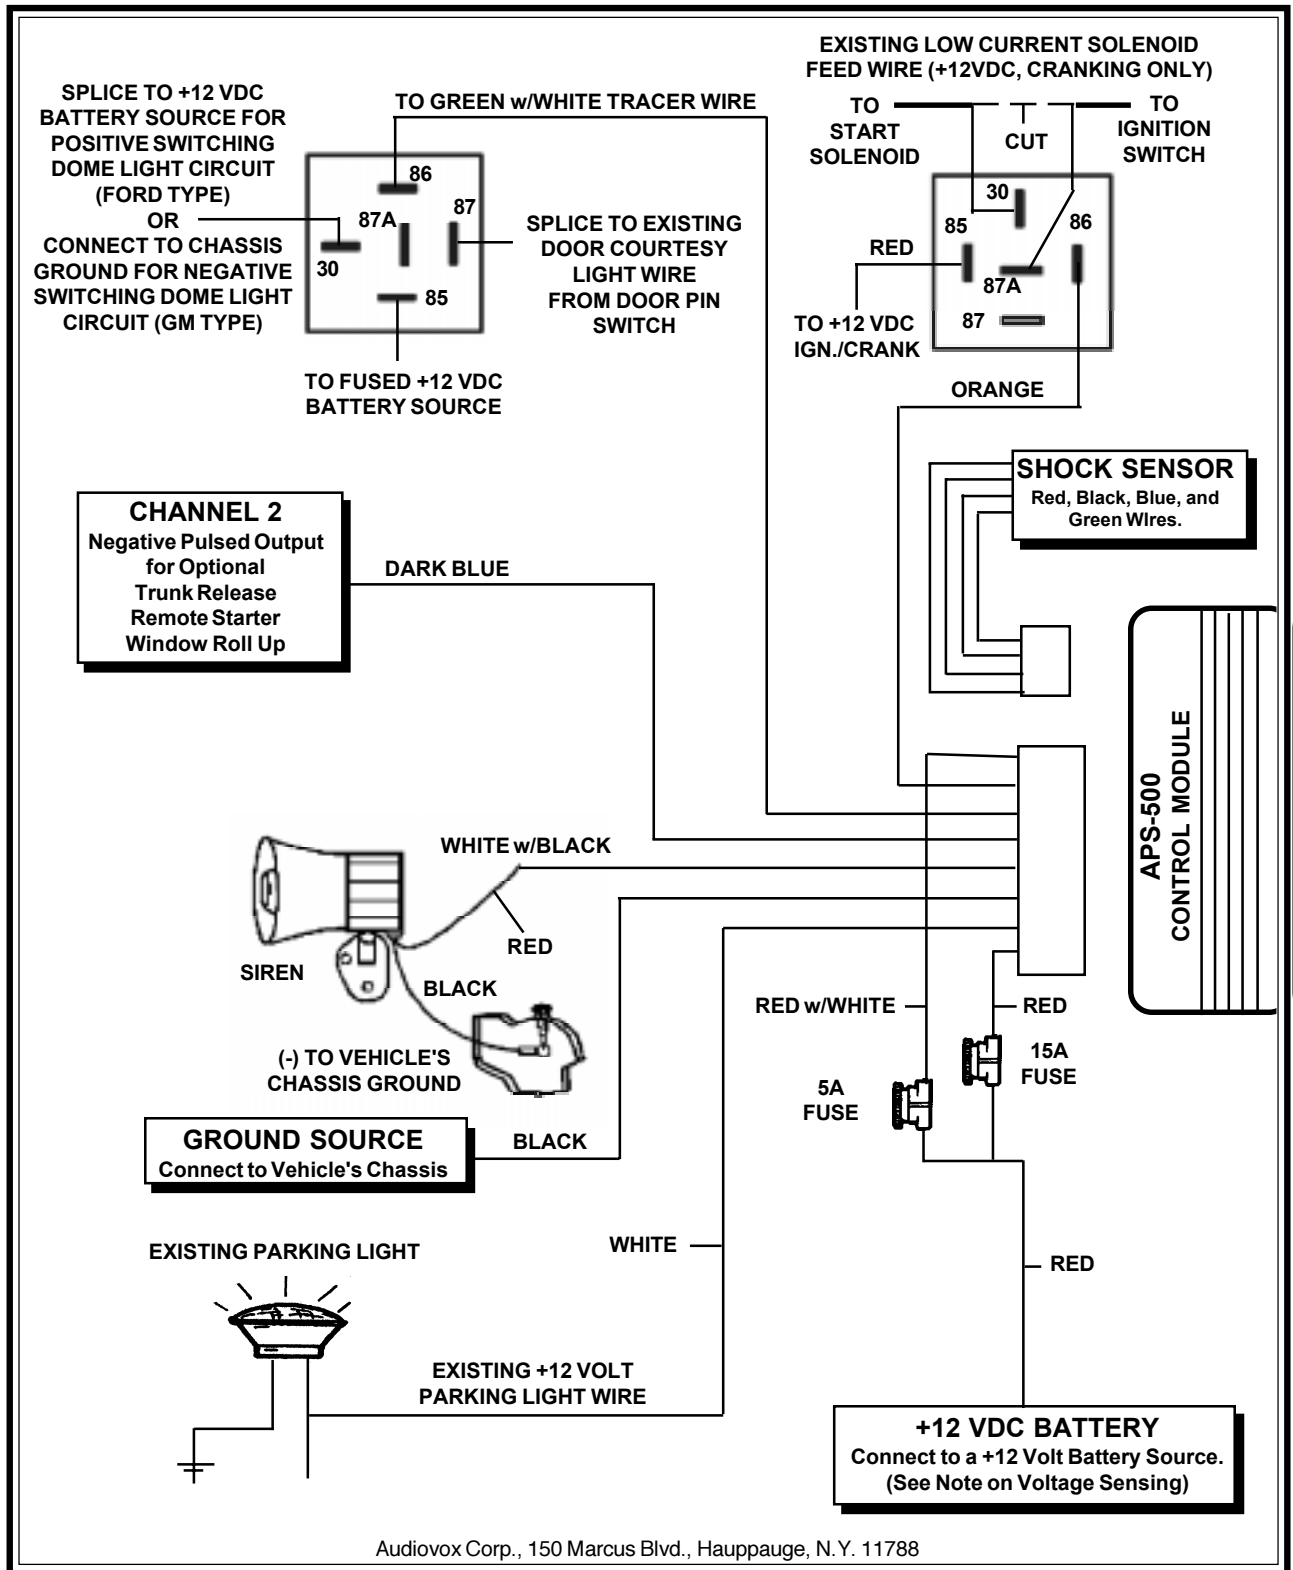 EXISTING LOW CURRENT SOLENOID
FEED WIRE (+12VDC, CRANKING ONLY)
SPLICE TO +12 VDC
BATTERY SOURCE FOR
POSITIVE SWITCHING
DOME LIGHT CIRCUIT
(FORD TYPE)
OR
CONNECT TO CHASSIS
GROUND FOR NEGATIVE
SWITCHING DOME LIGHT
CIRCUIT (GM TYPE)
TO GREEN w/WHITE TRACER WIRE
86
87A
87
30
85
SPLICE TO EXISTING
DOOR COURTESY
LIGHT WIRE
FROM DOOR PIN
SWITCH
TO FUSED +12 VDC
BATTERY SOURCE
TO
START
SOLENOID
CUT
TO
IGNITION
SWITCH
30
85
86
87A
87
RED
TO +12 VDC
IGN./CRANK
ORANGE
SHOCK SENSOR
Red, Black, Blue, and
Green WIres.
CHANNEL 2
Negative Pulsed Output
for Optional
Trunk Release
Remote Starter
Window Roll Up
DARK BLUE
APS-500
CONTROL MODULE
WHITE w/BLACK
RED
SIREN
BLACK
(-) TO VEHICLE'S
CHASSIS GROUND
RED w/WHITE
RED
15A
FUSE
5A
FUSE
GROUND SOURCE
Connect to Vehicle's Chassis
BLACK
WHITE
RED
EXISTING PARKING LIGHT
EXISTING +12 VOLT
PARKING LIGHT WIRE
+12 VDC BATTERY
Connect to a +12 Volt Battery Source.
(See Note on Voltage Sensing)
Audiovox Corp., 150 Marcus Blvd., Hauppauge, N.Y. 11788